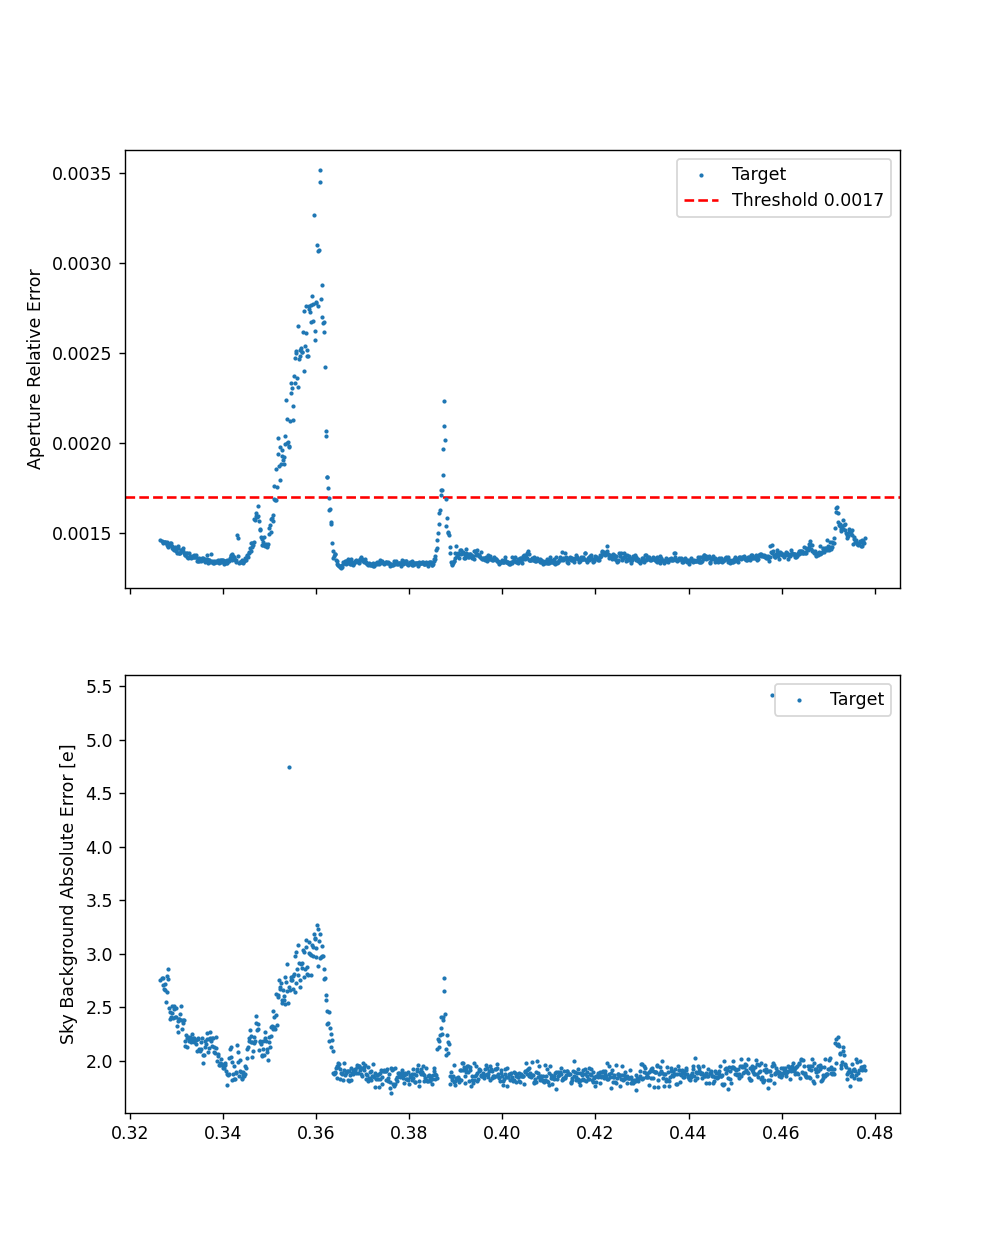 0.0035
0.0030
0.0025
0.0020
0.0015
Aperture Relative Error
Target
Threshold 0.0017
5.5
5.0
4.5
4.0
3.5
3.0
2.5
2.0
Sky Background Absolute Error [e]
Target
0.32 0.34 0.36 0.38 0.40 0.42 0.44 0.46 0.48